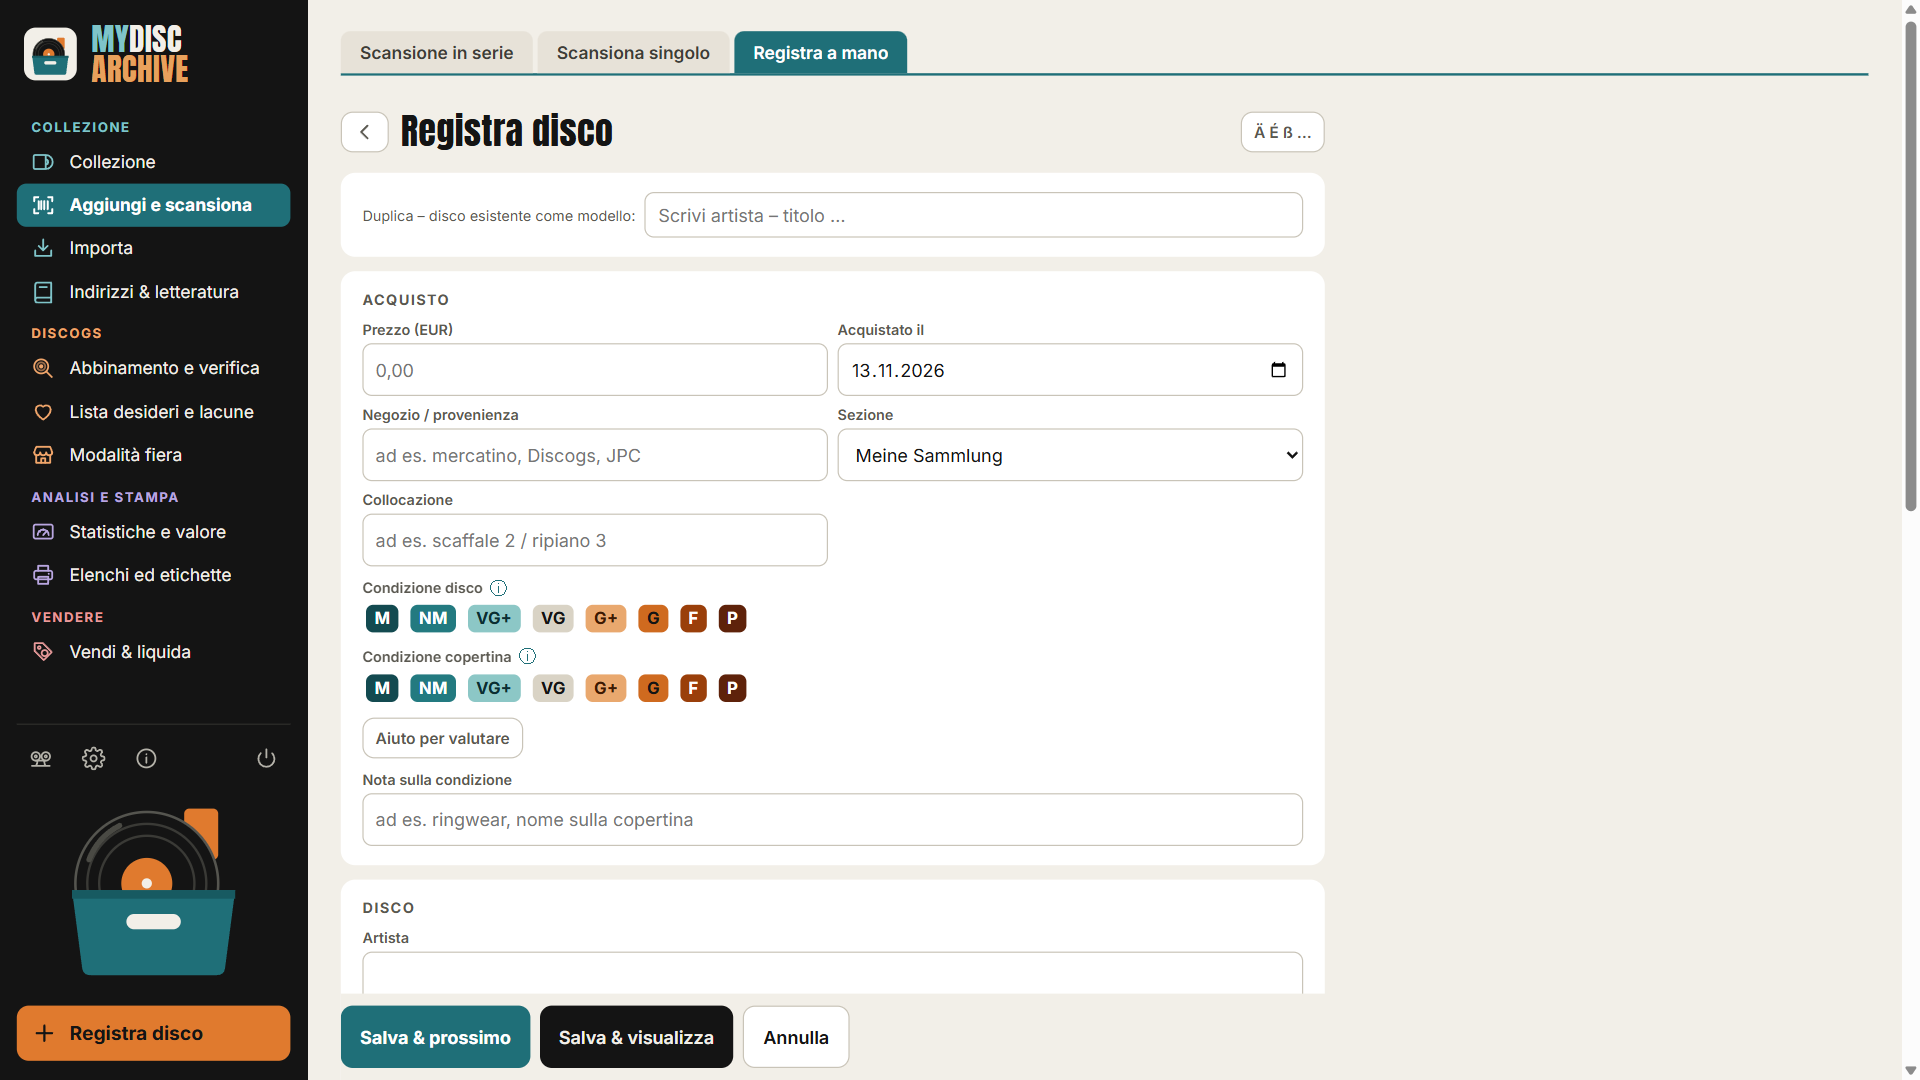 MYDISC
ARCHIVE
COLLEZIONE
Collezione
Aggiungi e scansiona
Importa
Indirizzi & letteratura
DISCOGS
Abbinamento e verifica
Lista desideri e lacune
Modalità fiera
ANALISI E STAMPA
Statistiche e valore
Elenchi ed etichette
VENDERE
Vendi & liquida
Registra disco
Scansione in serie
Scansiona singolo
Registra a mano
Registra disco
Ä É ß ...
Duplica – disco esistente come modello:
Scrivi artista – titolo ...
ACQUISTO
Prezzo (EUR)
Acquistato il
0,00
13.11.2026
Negozio / provenienza
Sezione
ad es. mercatino, Discogs, JPC
Meine Sammlung
Collocazione
ad es. scaffale 2 / ripiano 3
Condizione disco
M NM VG+ VG G+ G F P
Condizione copertina
M NM VG+ VG G+ G F P
Aiuto per valutare
Nota sulla condizione
ad es. ringwear, nome sulla copertina
DISCO
Artista
Salva & prossimo
Salva & visualizza
Annulla